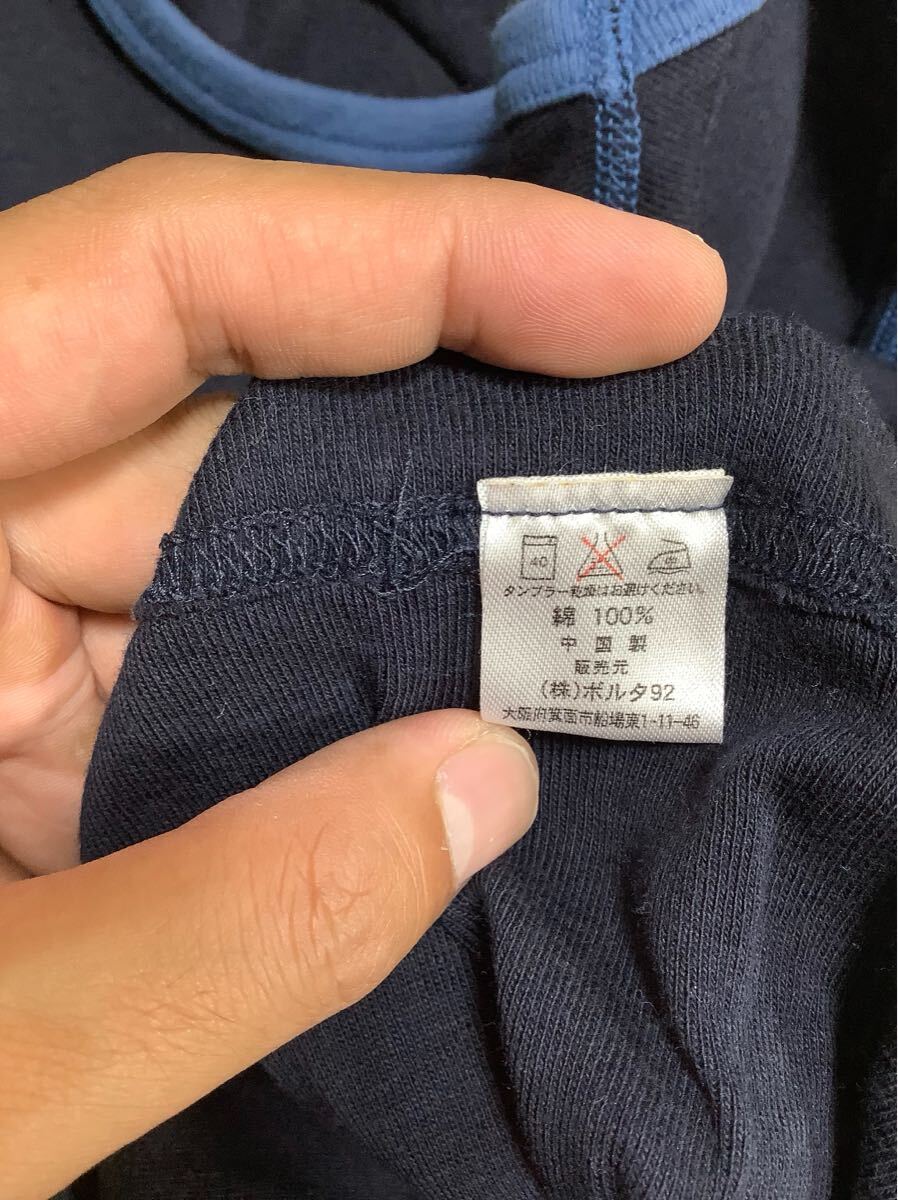 40
タンブラー乾燥はお避けください。
綿 100%
中国製
販売元
(株)ボルタ92
大阪府箕面市船場東1-11-46